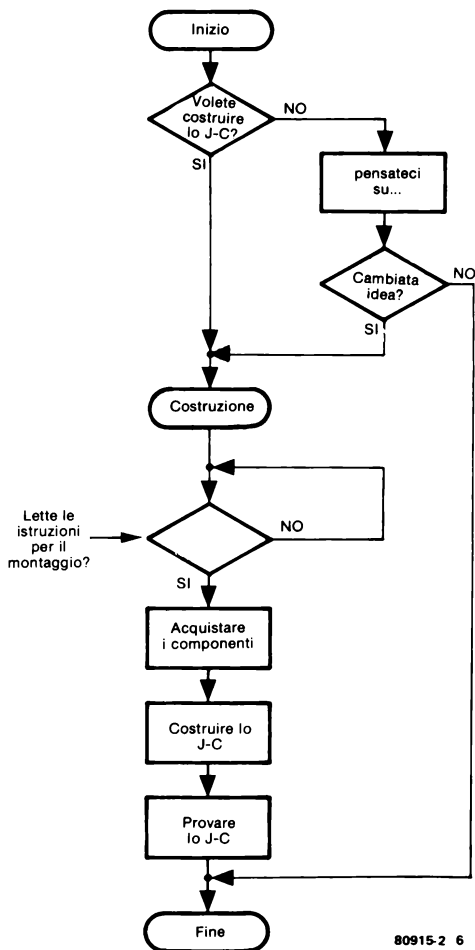 Inizio
Volete
costruire
lo J-C?
NO
SI
pensateci
su...
Cambiata
idea?
NO
SI
Costruzione
Lette le
istruzioni
per il
montaggio?
NO
SI
Acquistare
i componenti
Costruire lo
J-C
Provare
lo J-C
Fine
80915-2 6